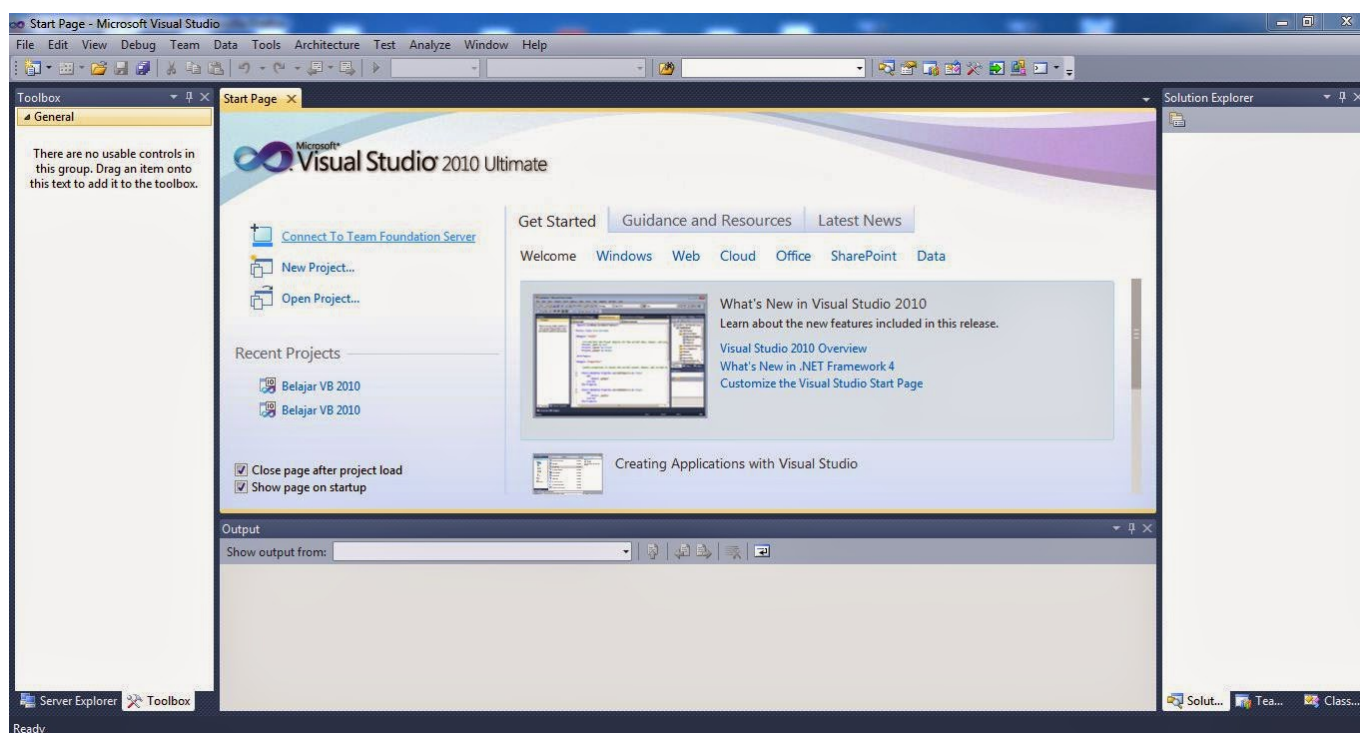 Start Page - Microsoft Visual Studio
File Edit View Debug Team Data Tools Architecture Test Analyze Window Help
Toolbox
General
There are no usable controls in
this group. Drag an item onto
this text to add it to the toolbox.
Server Explorer Toolbox
Start Page
Microsoft
Visual Studio 2010 Ultimate
Connect To Team Foundation Server
New Project...
Open Project...
Recent Projects
Belajar VB 2010
Belajar VB 2010
Close page after project load
Show page on startup
Get Started Guidance and Resources Latest News
Welcome Windows Web Cloud Office SharePoint Data
What's New in Visual Studio 2010
Learn about the new features included in this release.
Visual Studio 2010 Overview
What's New in .NET Framework 4
Customize the Visual Studio Start Page
Creating Applications with Visual Studio
Output
Show output from:
Solution Explorer
Solut... Tea... Class...
Ready